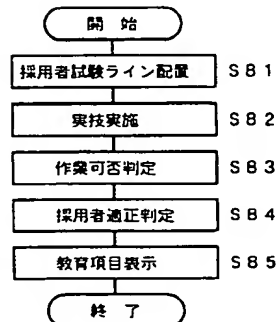 開 始
採用者試験ライン配置 S81
実技実施 S82
作業可否判定 S83
採用者適正判定 S84
教育項目表示 S85
終 了